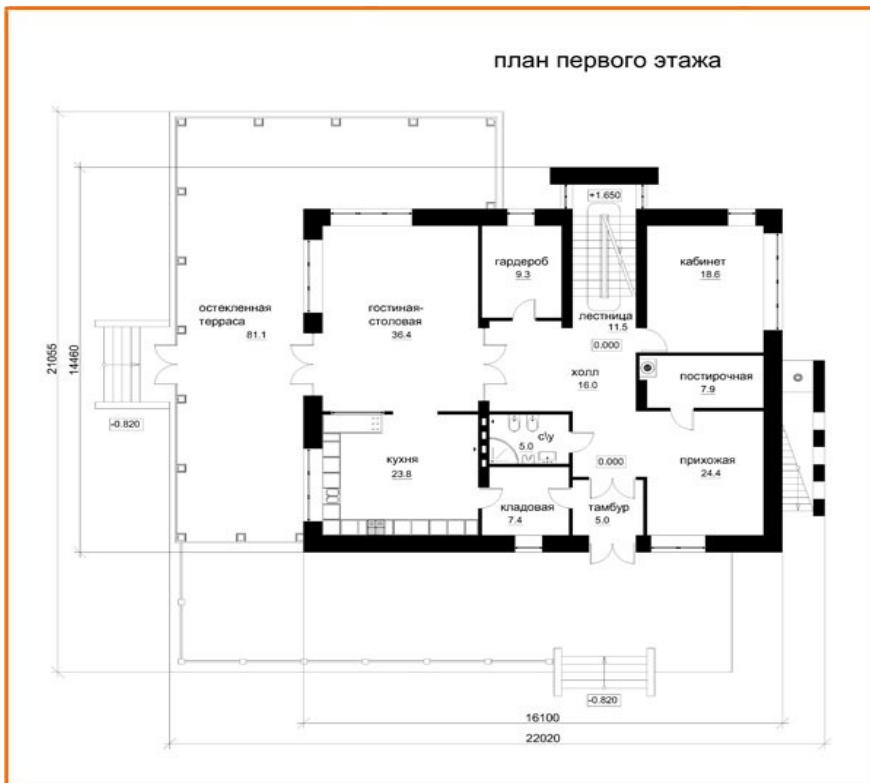 план первого этажа
+1.650
гардероб
9.3
кабинет
18.6
остекленная
терраса
81.1
гостиная-
столовая
36.4
лестница
11.5
0.000
холл
16.0
постирочная
7.9
21055
14460
-0.820
с\у
5.0
кухня
23.8
0.000
прихожая
24.4
кладовая
7.4
тамбур
5.0
-0.820
16100
22020